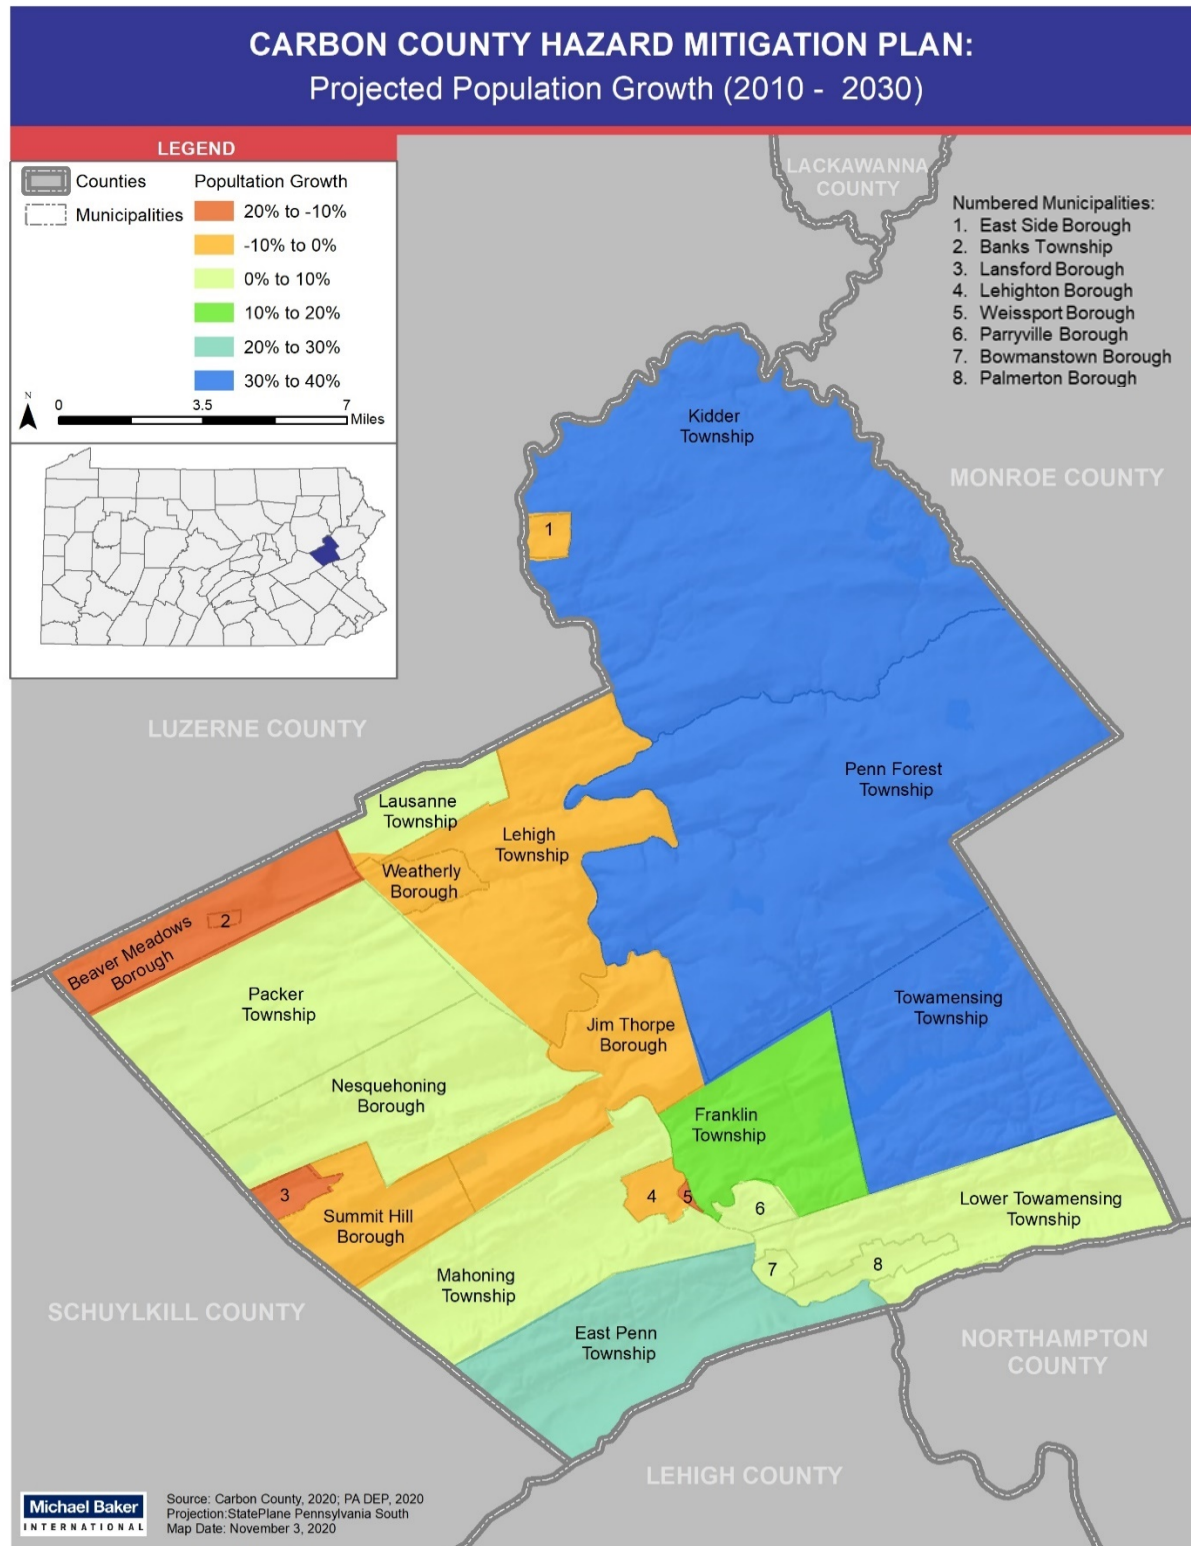 CARBON COUNTY HAZARD MITIGATION PLAN:
Projected Population Growth (2010 - 2030)
LEGEND
Counties
Municipalities
Popultation Growth
20% to -10%
-10% to 0%
0% to 10%
10% to 20%
20% to 30%
30% to 40%
N
0 3.5 7
Miles
LACKAWANNA
COUNTY
Numbered Municipalities:
1. East Side Borough
2. Banks Township
3. Lansford Borough
4. Lehighton Borough
5. Weissport Borough
6. Parryville Borough
7. Bowmanstown Borough
8. Palmerton Borough
Kidder
Township
MONROE COUNTY
1
LUZERNE COUNTY
Penn Forest
Township
Lausanne
Township
Lehigh
Township
Weatherly
Borough
2
Beaver Meadows
Borough
Packer
Township
Towamensing
Township
Jim Thorpe
Borough
Nesquehoning
Borough
Franklin
Township
3
4
5
6
Lower Towamensing
Township
Summit Hill
Borough
7
8
Mahoning
Township
SCHUYLKILL COUNTY
East Penn
Township
NORTHAMPTON
COUNTY
LEHIGH COUNTY
Michael Baker
INTERNATIONAL
Source: Carbon County, 2020; PA DEP, 2020
Projection:StatePlane Pennsylvania South
Map Date: November 3, 2020